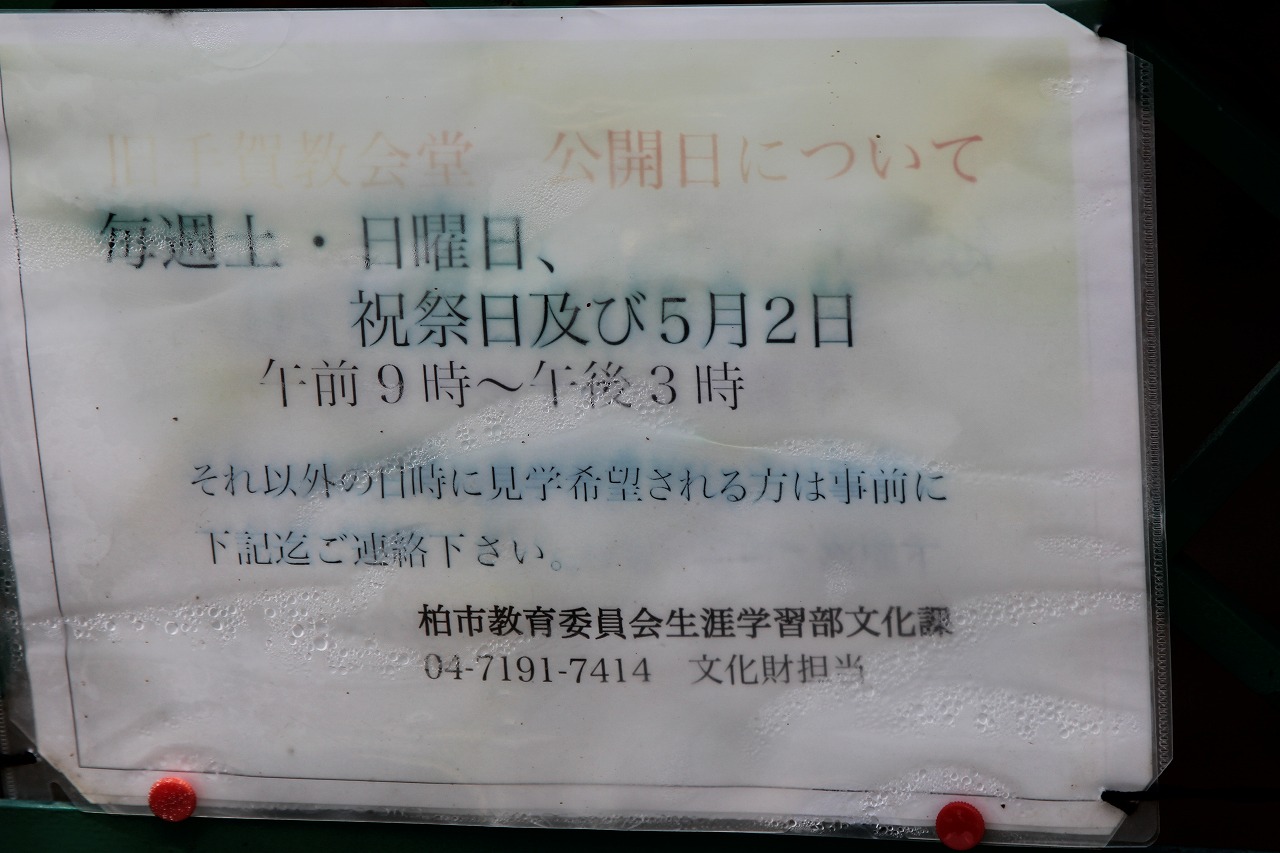 旧千賀教会堂　公開日について
毎週土・日曜日、
祝祭日及び5月2日
午前9時～午後3時
それ以外の日時に見学希望される方は事前に
下記迄ご連絡下さい。
柏市教育委員会生涯学習部文化課
04-7191-7414　文化財担当